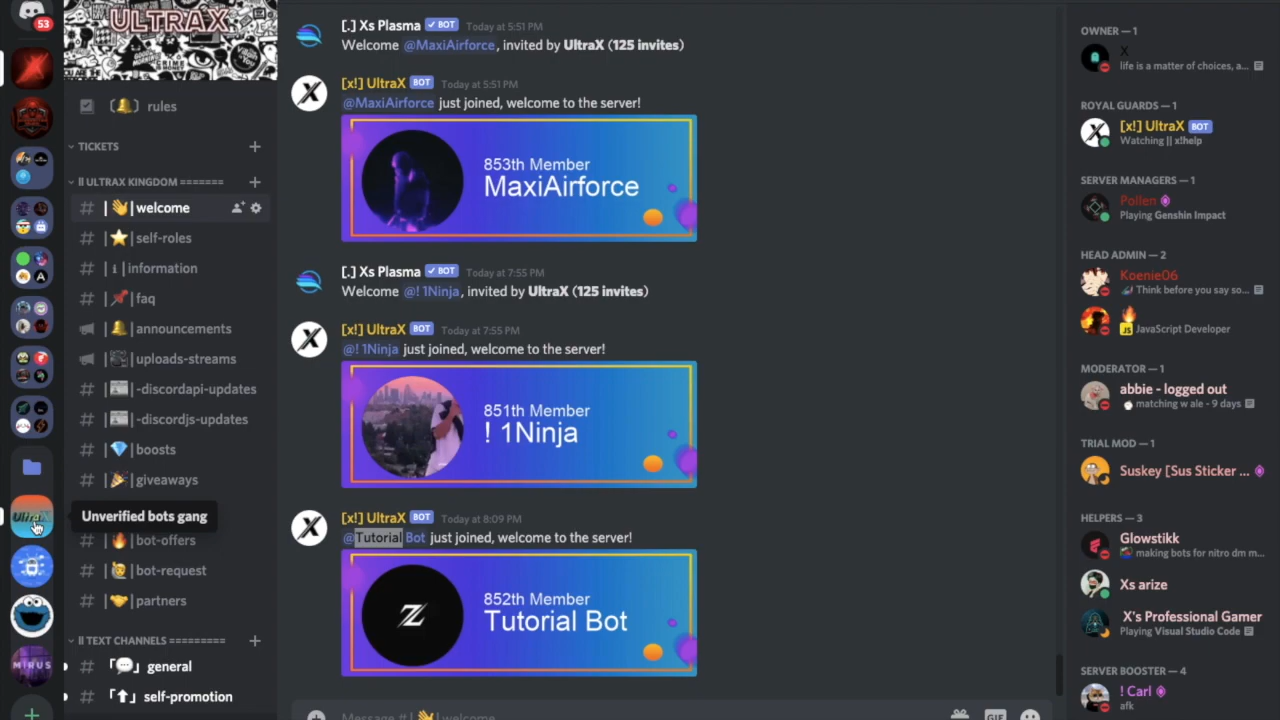 53
ULTRAX
rules
TICKETS
ULTRAX KINGDOM =======
welcome
self-roles
information
faq
announcements
uploads-streams
-discordapi-updates
-discordjs-updates
boosts
giveaways
UltraX
Unverified bots gang
bot-offers
bot-request
partners
TEXT CHANNELS =========
general
MIRUS
self-promotion
[.] Xs Plasma ✓ BOT Today at 5:51 PM
Welcome @MaxiAirforce, invited by UltraX (125 invites)
[x!] UltraX BOT Today at 5:51 PM
@MaxiAirforce just joined, welcome to the server!
853th Member
MaxiAirforce
[.] Xs Plasma ✓ BOT Today at 7:55 PM
Welcome @! 1Ninja, invited by UltraX (125 invites)
[x!] UltraX BOT Today at 7:55 PM
@! 1Ninja just joined, welcome to the server!
851th Member
! 1Ninja
[x!] UltraX BOT Today at 8:09 PM
@Tutorial Bot just joined, welcome to the server!
852th Member
Tutorial Bot
Message # | 👋 | welcome
GIF
OWNER — 1
X
life is a matter of choices, a...
ROYAL GUARDS — 1
[x!] UltraX BOT
Watching || x!help
SERVER MANAGERS — 1
Pollen
Playing Genshin Impact
HEAD ADMIN — 2
Koenie06
Think before you say so...
JS JavaScript Developer
MODERATOR — 1
abbie - logged out
matching w ale - 9 days
TRIAL MOD — 1
Suskey [Sus Sticker ...
HELPERS — 3
Glowstikk
making bots for nitro dm m...
Xs arize
X's Professional Gamer
Playing Visual Studio Code
SERVER BOOSTER — 4
! Carl
afk